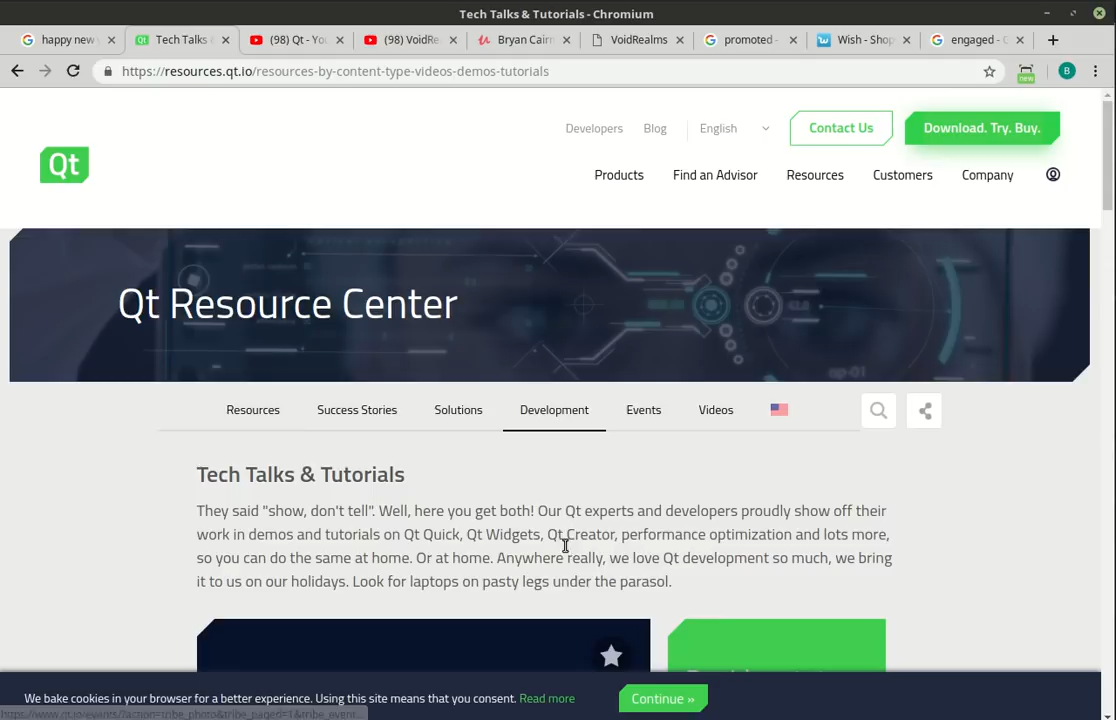 Tech Talks & Tutorials - Chromium
happy new
Tech Talks
(98) Qt - Yo
(98) VoidRe
Bryan Cairn
VoidRealms
promoted -
Wish - Shop
engaged - G
https://resources.qt.io/resources-by-content-type-videos-demos-tutorials
new
B
Developers
Blog
English
Contact Us
Download. Try. Buy.
Qt
Products
Find an Advisor
Resources
Customers
Company
Qt Resource Center
Resources
Success Stories
Solutions
Development
Events
Videos
Tech Talks & Tutorials
They said "show, don't tell". Well, here you get both! Our Qt experts and developers proudly show off their
work in demos and tutorials on Qt Quick, Qt Widgets, Qt Creator, performance optimization and lots more,
so you can do the same at home. Or at home. Anywhere really, we love Qt development so much, we bring
it to us on our holidays. Look for laptops on pasty legs under the parasol.
We bake cookies in your browser for a better experience. Using this site means that you consent. Read more
Continue »